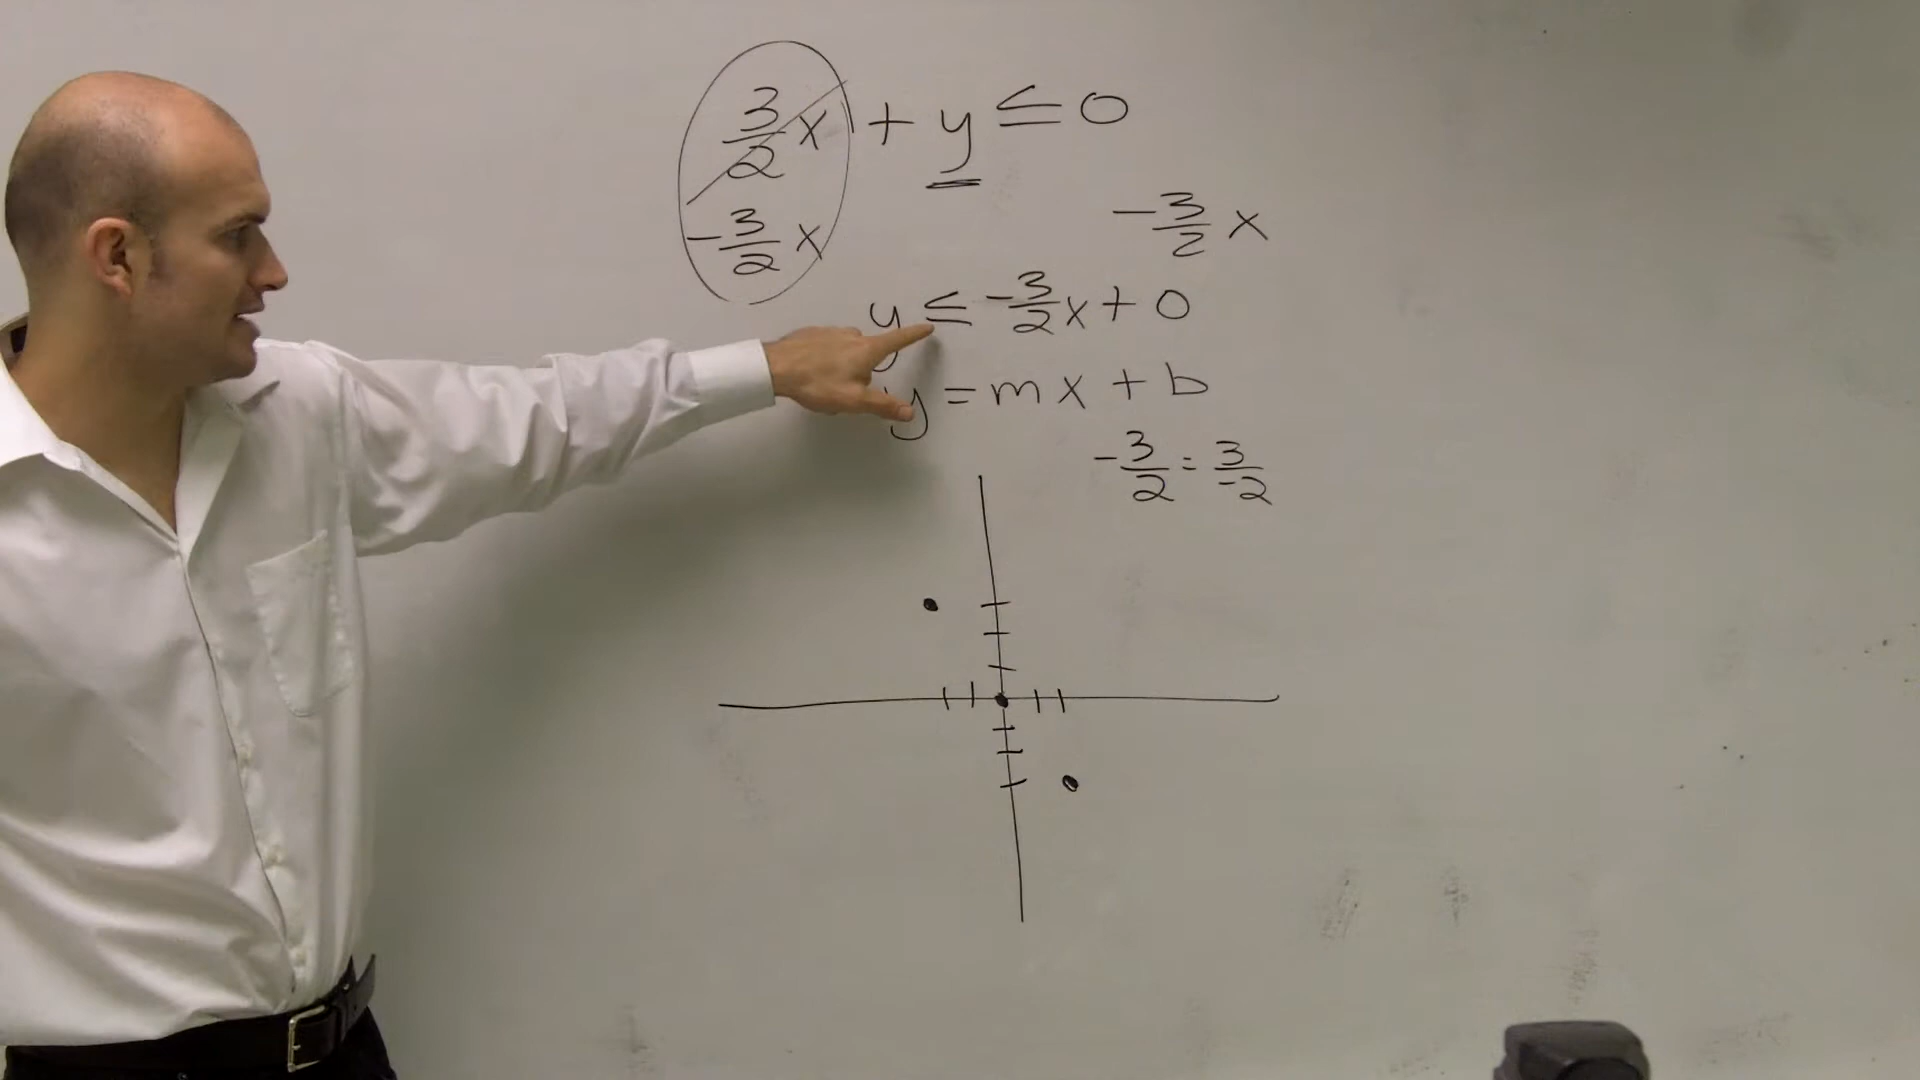 3/2 x + y ≤ 0
-3/2 x -3/2 x
y ≤ -3/2 x + 0
y = mx + b
-3/2 = 3/-2